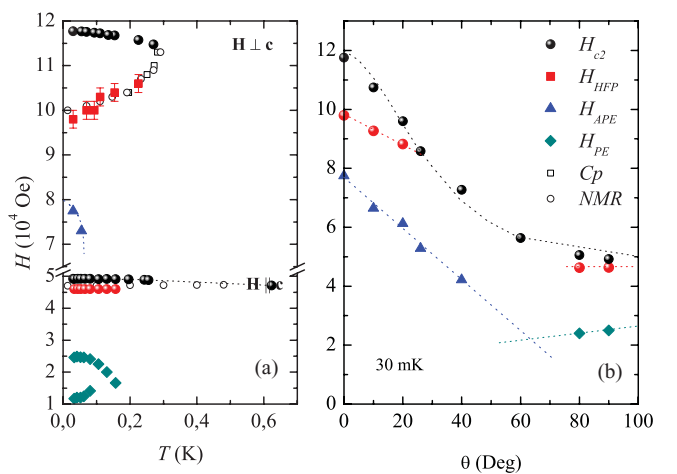 12
11
10
9
8
7
5
4
3
2
1
H (10⁴ Oe)
H ⊥ c
H ∥ c
(a)
0,0
0,2
0,4
0,6
T (K)
12
10
8
6
4
2
0
H_c2
H_HFP
H_APE
H_PE
Cp
NMR
30 mK
(b)
0
20
40
60
80
100
θ (Deg)